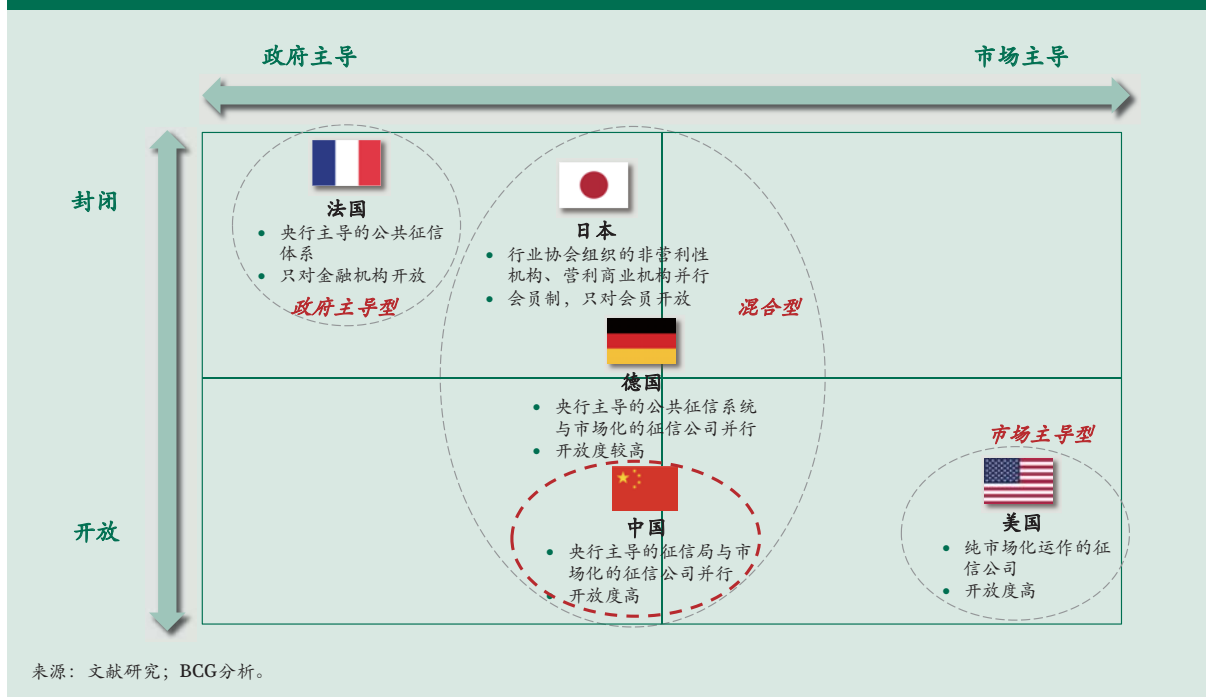 政府主导
市场主导
封闭
开放
法国
• 央行主导的公共征信
体系
• 只对金融机构开放
政府主导型
日本
• 行业协会组织的非营利性
机构、营利商业机构并行
• 会员制，只对会员开放
混合型
德国
• 央行主导的公共征信系统
与市场化的征信公司并行
• 开放度较高
中国
• 央行主导的征信局与市
场化的征信公司并行
• 开放度高
市场主导型
美国
• 纯市场化运作的征
信公司
• 开放度高
来源：文献研究；BCG分析。